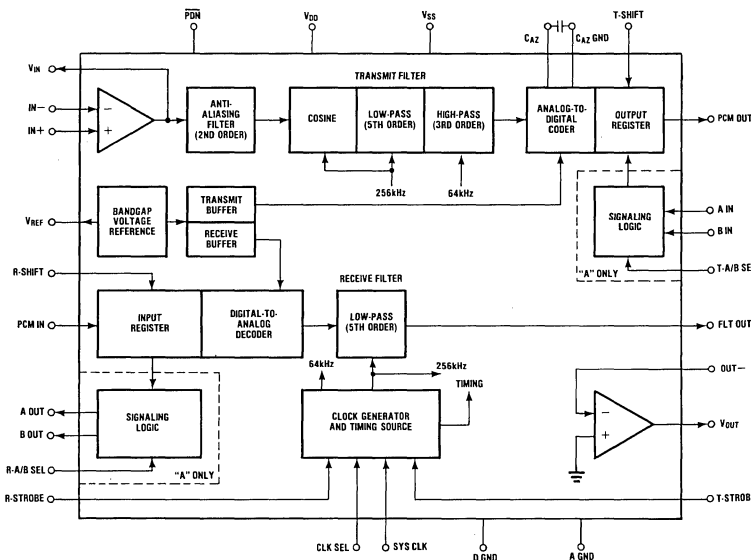 PDN
VDD
VSS
CAZ
CAZ GND
T-SHIFT
VIN
IN−
IN+
−
+
ANTI-
ALIASING
FILTER
(2ND ORDER)
TRANSMIT FILTER
COSINE
LOW-PASS
(5TH ORDER)
HIGH-PASS
(3RD ORDER)
ANALOG-TO-
DIGITAL
CODER
OUTPUT
REGISTER
PCM OUT
256kHz
64kHz
VREF
BANDGAP
VOLTAGE
REFERENCE
TRANSMIT
BUFFER
RECEIVE
BUFFER
SIGNALING
LOGIC
A IN
B IN
"A" ONLY
T-A/B SE
R-SHIFT
PCM IN
INPUT
REGISTER
DIGITAL-TO-
ANALOG
DECODER
RECEIVE FILTER
LOW-PASS
(5TH ORDER)
FLT OUT
64kHz
256kHz
TIMING
OUT−
A OUT
B OUT
SIGNALING
LOGIC
R-A/B SEL
"A" ONLY
CLOCK GENERATOR
AND TIMING SOURCE
−
+
VOUT
R-STROBE
T-STROB
CLK SEL
SYS CLK
D GND
A GND